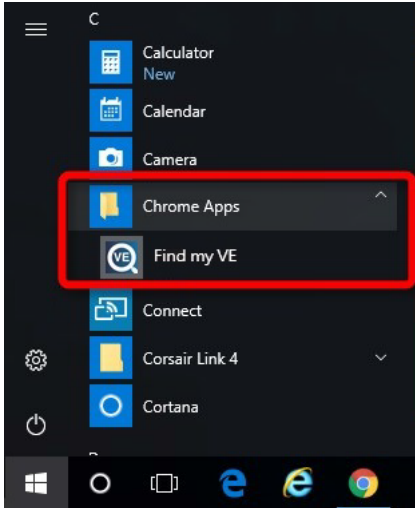 C
Calculator
New
Calendar
Camera
Chrome Apps
VE
Find my VE
Connect
Corsair Link 4
Cortana